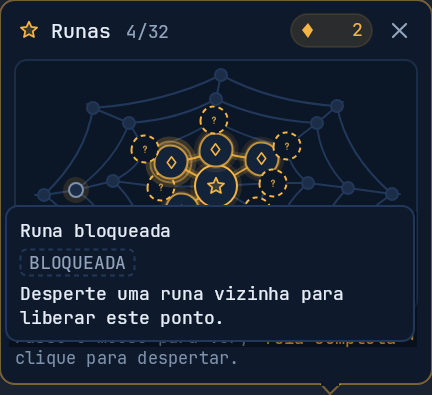 Runas 4/32 2
? ? ? ? ?
Runa bloqueada
BLOQUEADA
Desperte uma runa vizinha para
liberar este ponto.
clique para despertar.